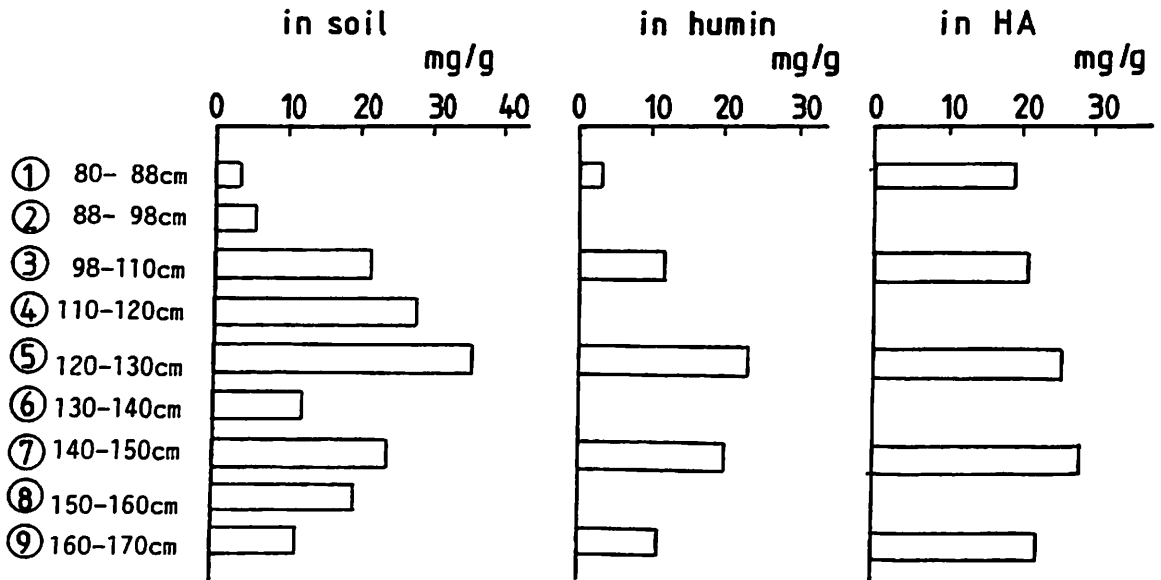 in soil in humin in HA
mg/g mg/g mg/g
0 10 20 30 40 0 10 20 30 0 10 20 30
① 80- 88cm
② 88- 98cm
③ 98-110cm
④ 110-120cm
⑤ 120-130cm
⑥ 130-140cm
⑦ 140-150cm
⑧ 150-160cm
⑨ 160-170cm